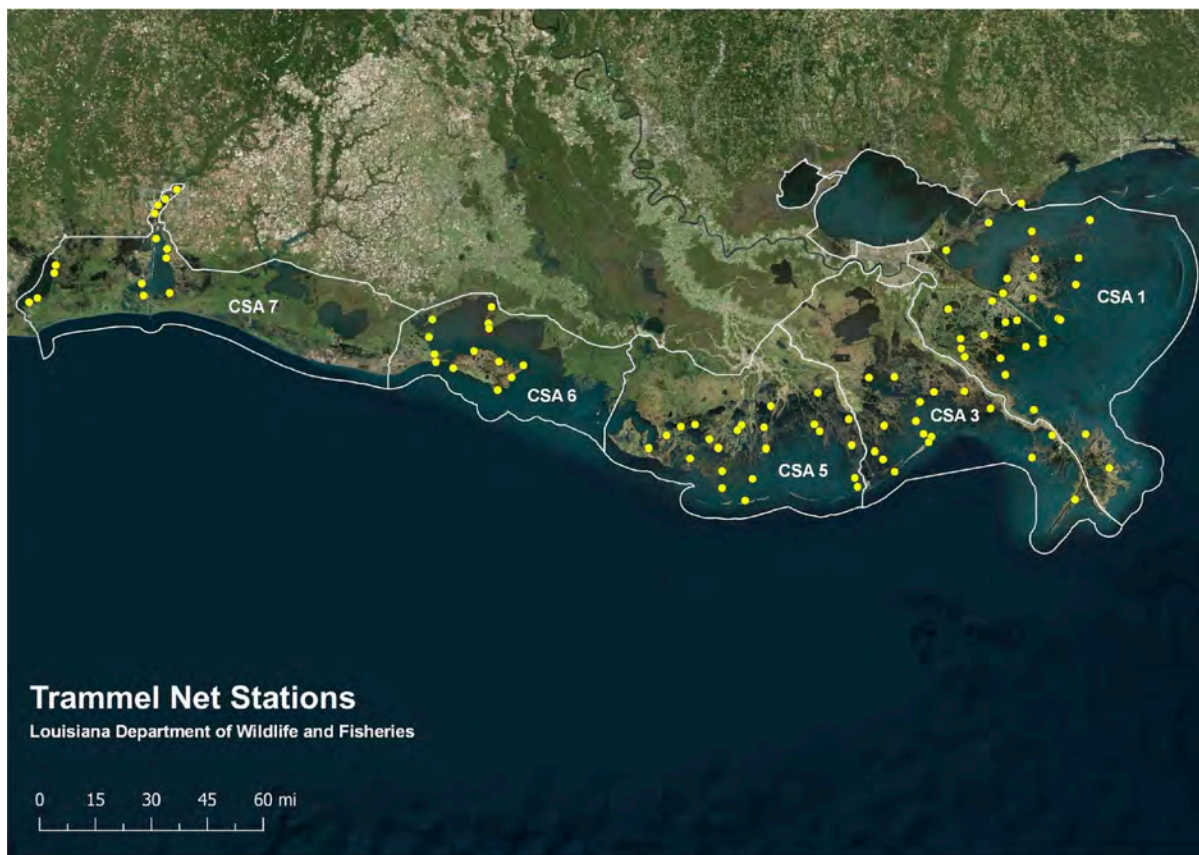 CSA 7
CSA 1
CSA 6
CSA 3
CSA 5
Trammel Net Stations
Louisiana Department of Wildlife and Fisheries
0 15 30 45 60 mi